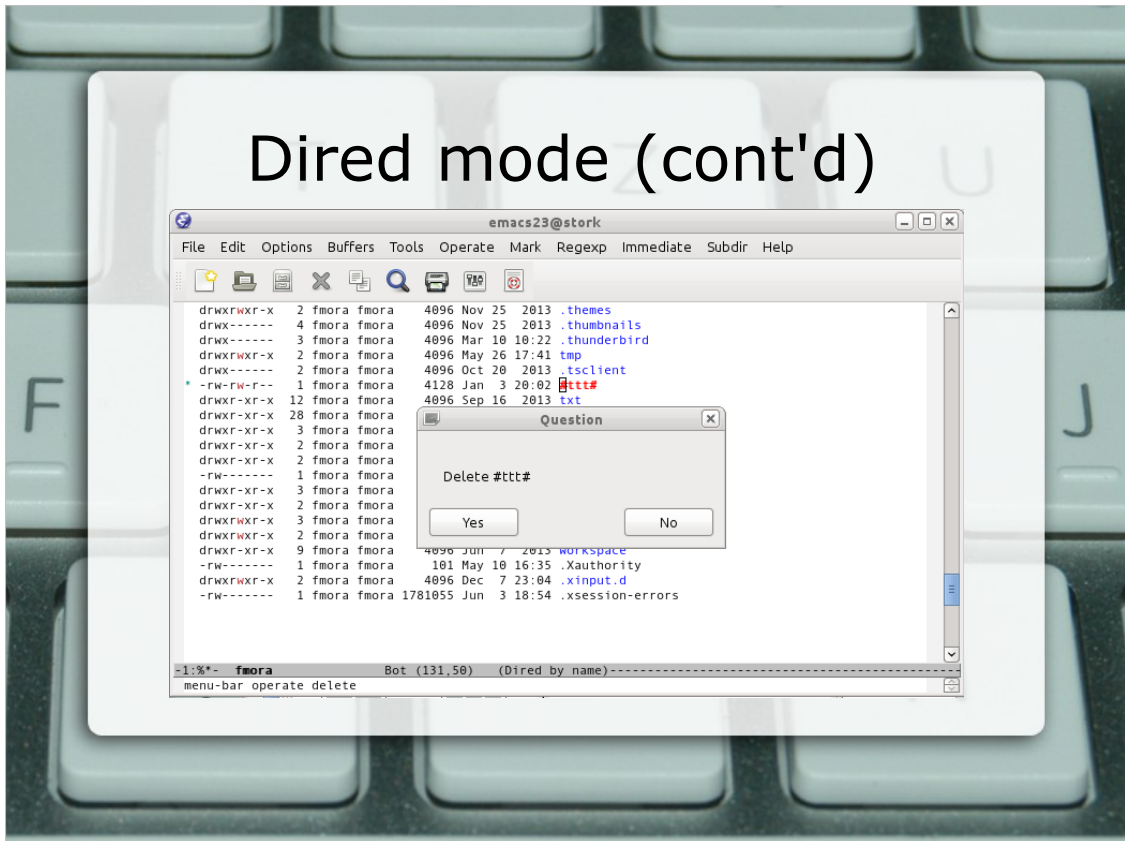 Dired mode (cont'd)
emacs23@stork
File Edit Options Buffers Tools Operate Mark Regexp Immediate Subdir Help
drwxrwxr-x 2 fmora fmora 4096 Nov 25 2013 .themes
drwx------ 4 fmora fmora 4096 Nov 25 2013 .thumbnails
drwx------ 3 fmora fmora 4096 Mar 10 10:22 .thunderbird
drwxrwxr-x 2 fmora fmora 4096 May 26 17:41 tmp
drwx------ 2 fmora fmora 4096 Oct 20 2013 .tsclient
* -rw-rw-r-- 1 fmora fmora 4128 Jan 3 20:02 #ttt#
drwxr-xr-x 12 fmora fmora 4096 Sep 16 2013 txt
drwxr-xr-x 28 fmora fmora
drwxr-xr-x 3 fmora fmora
drwxr-xr-x 2 fmora fmora
drwxr-xr-x 2 fmora fmora
-rw------- 1 fmora fmora
drwxr-xr-x 3 fmora fmora
drwxr-xr-x 2 fmora fmora
drwxrwxr-x 3 fmora fmora
drwxrwxr-x 2 fmora fmora
drwxr-xr-x 9 fmora fmora 4096 Jun 7 2013 workspace
-rw------- 1 fmora fmora 101 May 10 16:35 .Xauthority
drwxrwxr-x 2 fmora fmora 4096 Dec 7 23:04 .xinput.d
-rw------- 1 fmora fmora 1781055 Jun 3 18:54 .xsession-errors
Question
Delete #ttt#
Yes No
-1:%*- fmora Bot (131,50) (Dired by name)--------------------------------------------
menu-bar operate delete
F
J
Z
U